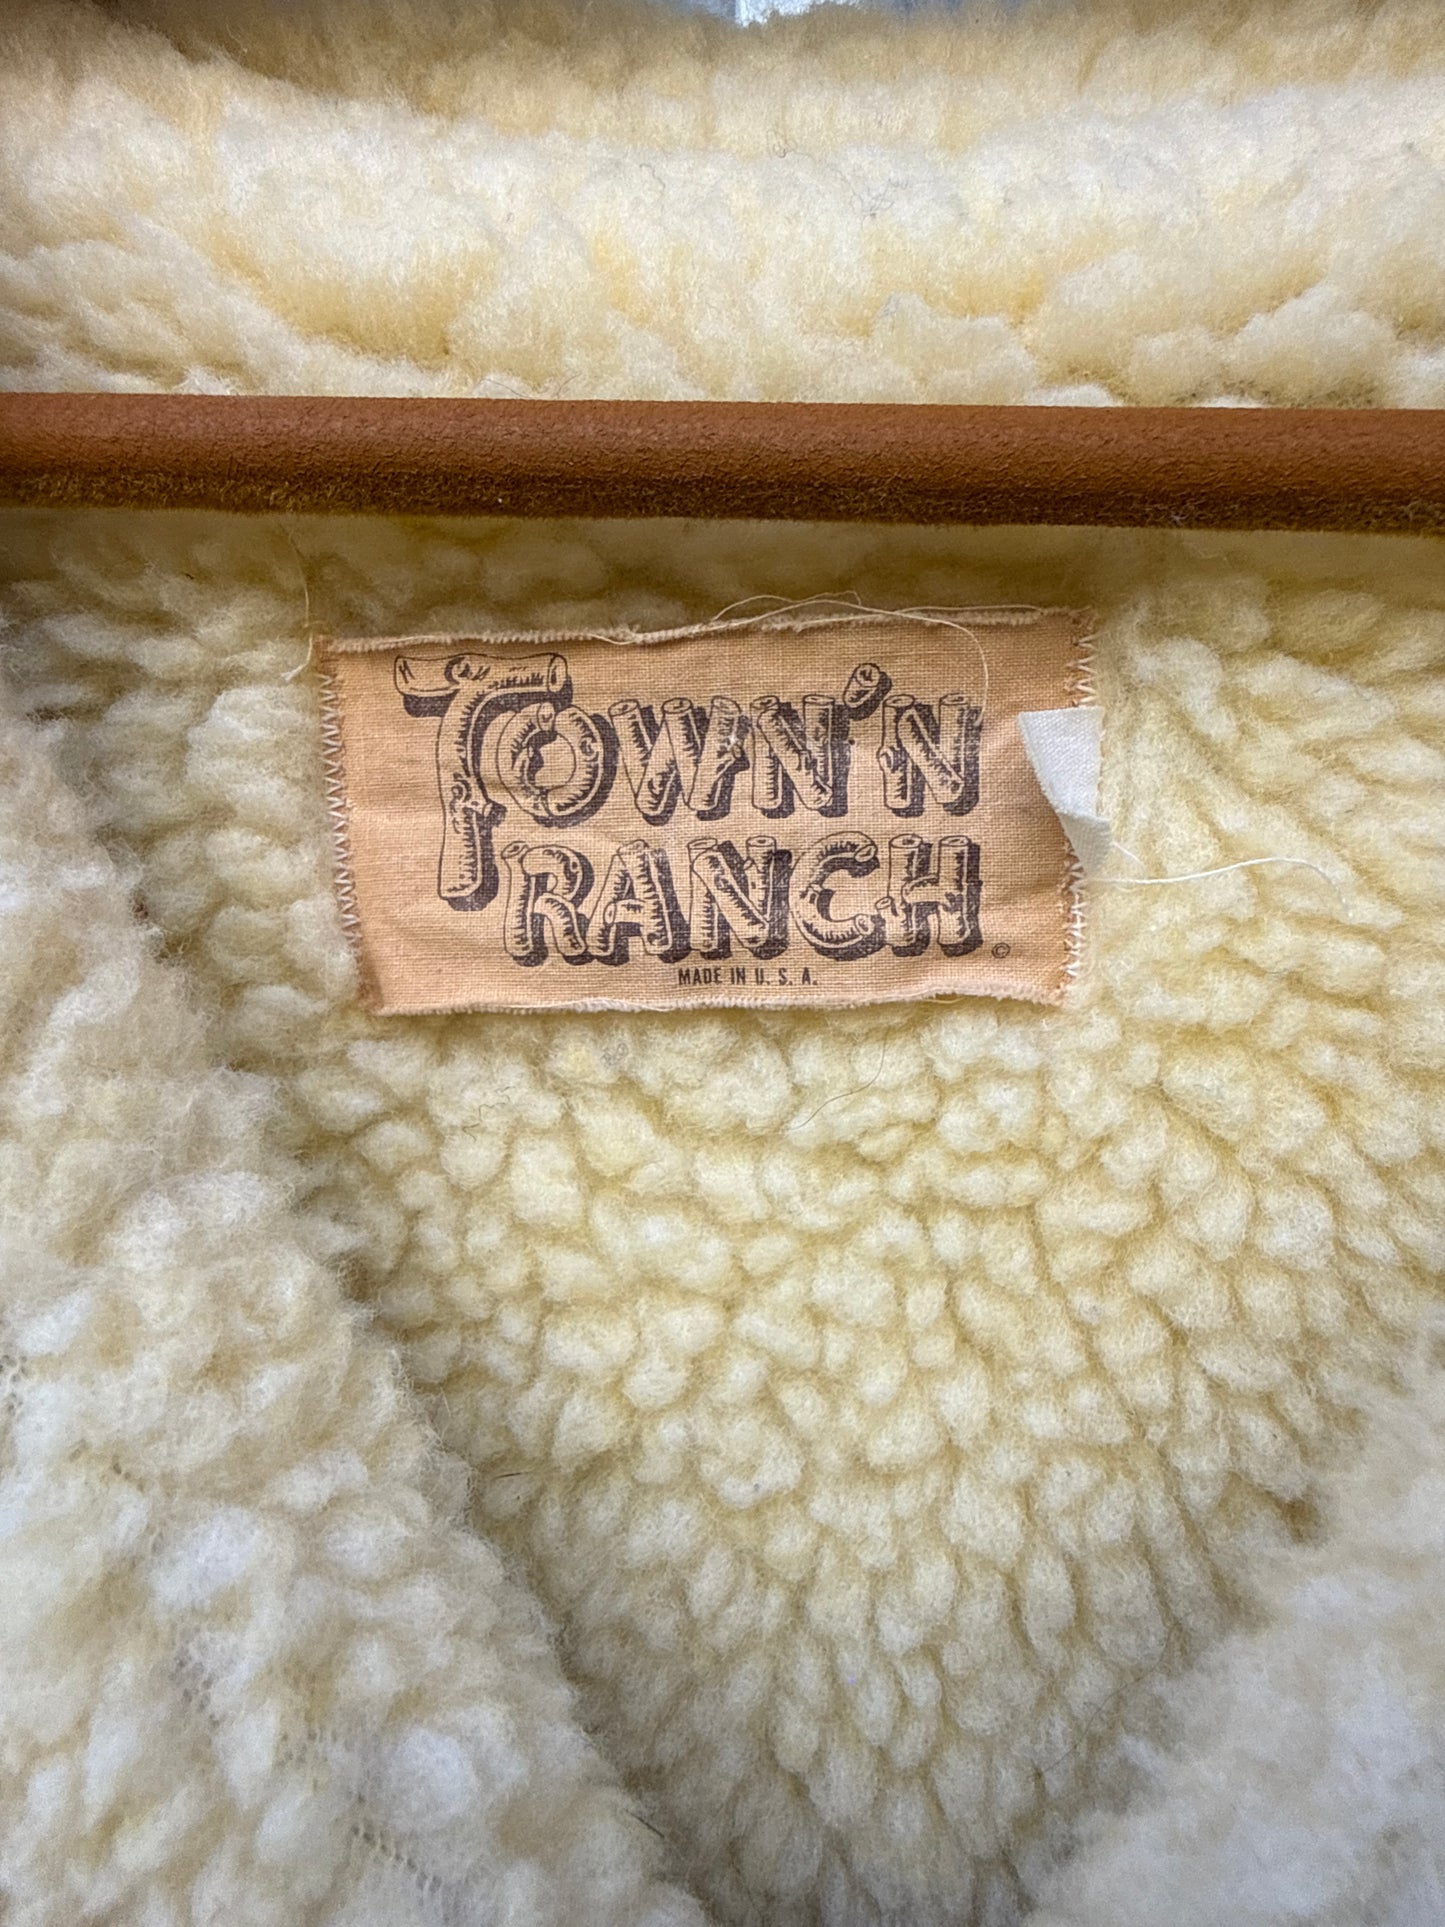 TOWN'N
RANCH ©
MADE IN U. S. A.